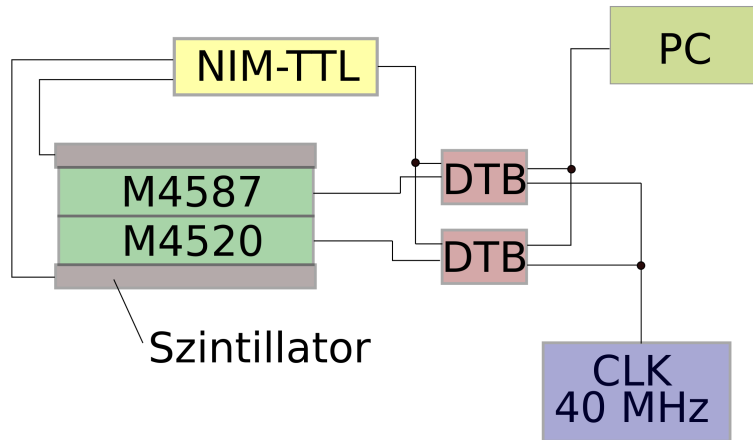 NIM-TTL
PC
M4587
DTB
M4520
DTB
Szintillator
CLK
40 MHz